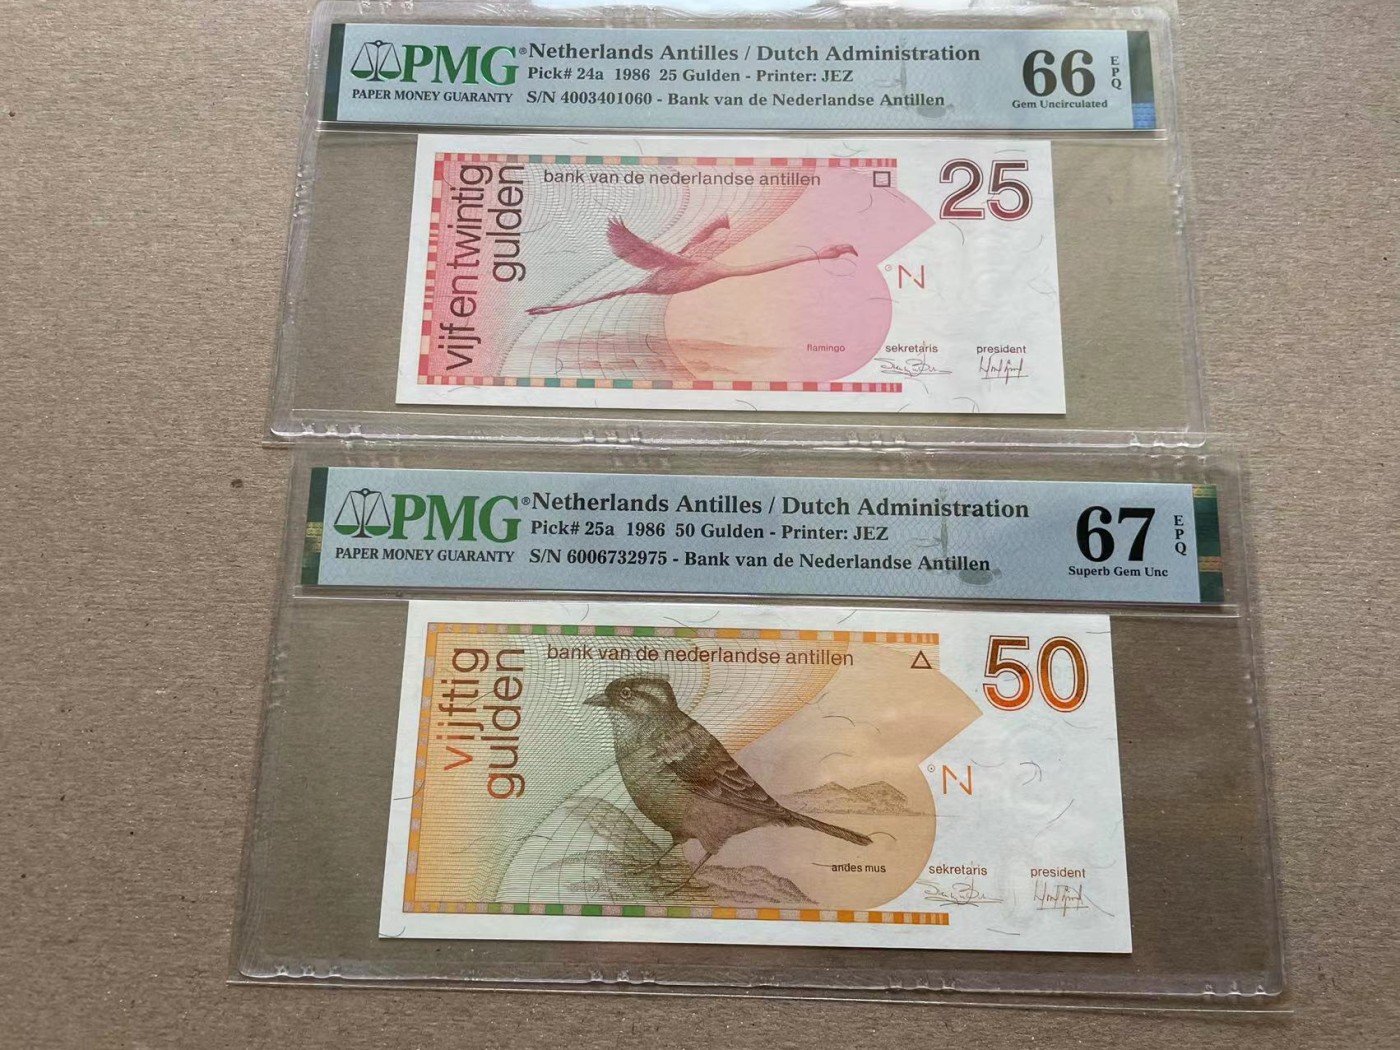 PMG®
PAPER MONEY GUARANTY
Netherlands Antilles / Dutch Administration
Pick# 24a 1986 25 Gulden - Printer: JEZ
S/N 4003401060 - Bank van de Nederlandse Antillen
66
EPQ
Gem Uncirculated
vijfentwintig
gulden
bank van de nederlandse antillen
25
N
flamingo
sekretaris
president
PMG®
PAPER MONEY GUARANTY
Netherlands Antilles / Dutch Administration
Pick# 25a 1986 50 Gulden - Printer: JEZ
S/N 6006732975 - Bank van de Nederlandse Antillen
67
EPQ
Superb Gem Unc
vijftig
gulden
bank van de nederlandse antillen
50
N
andes mus
sekretaris
president